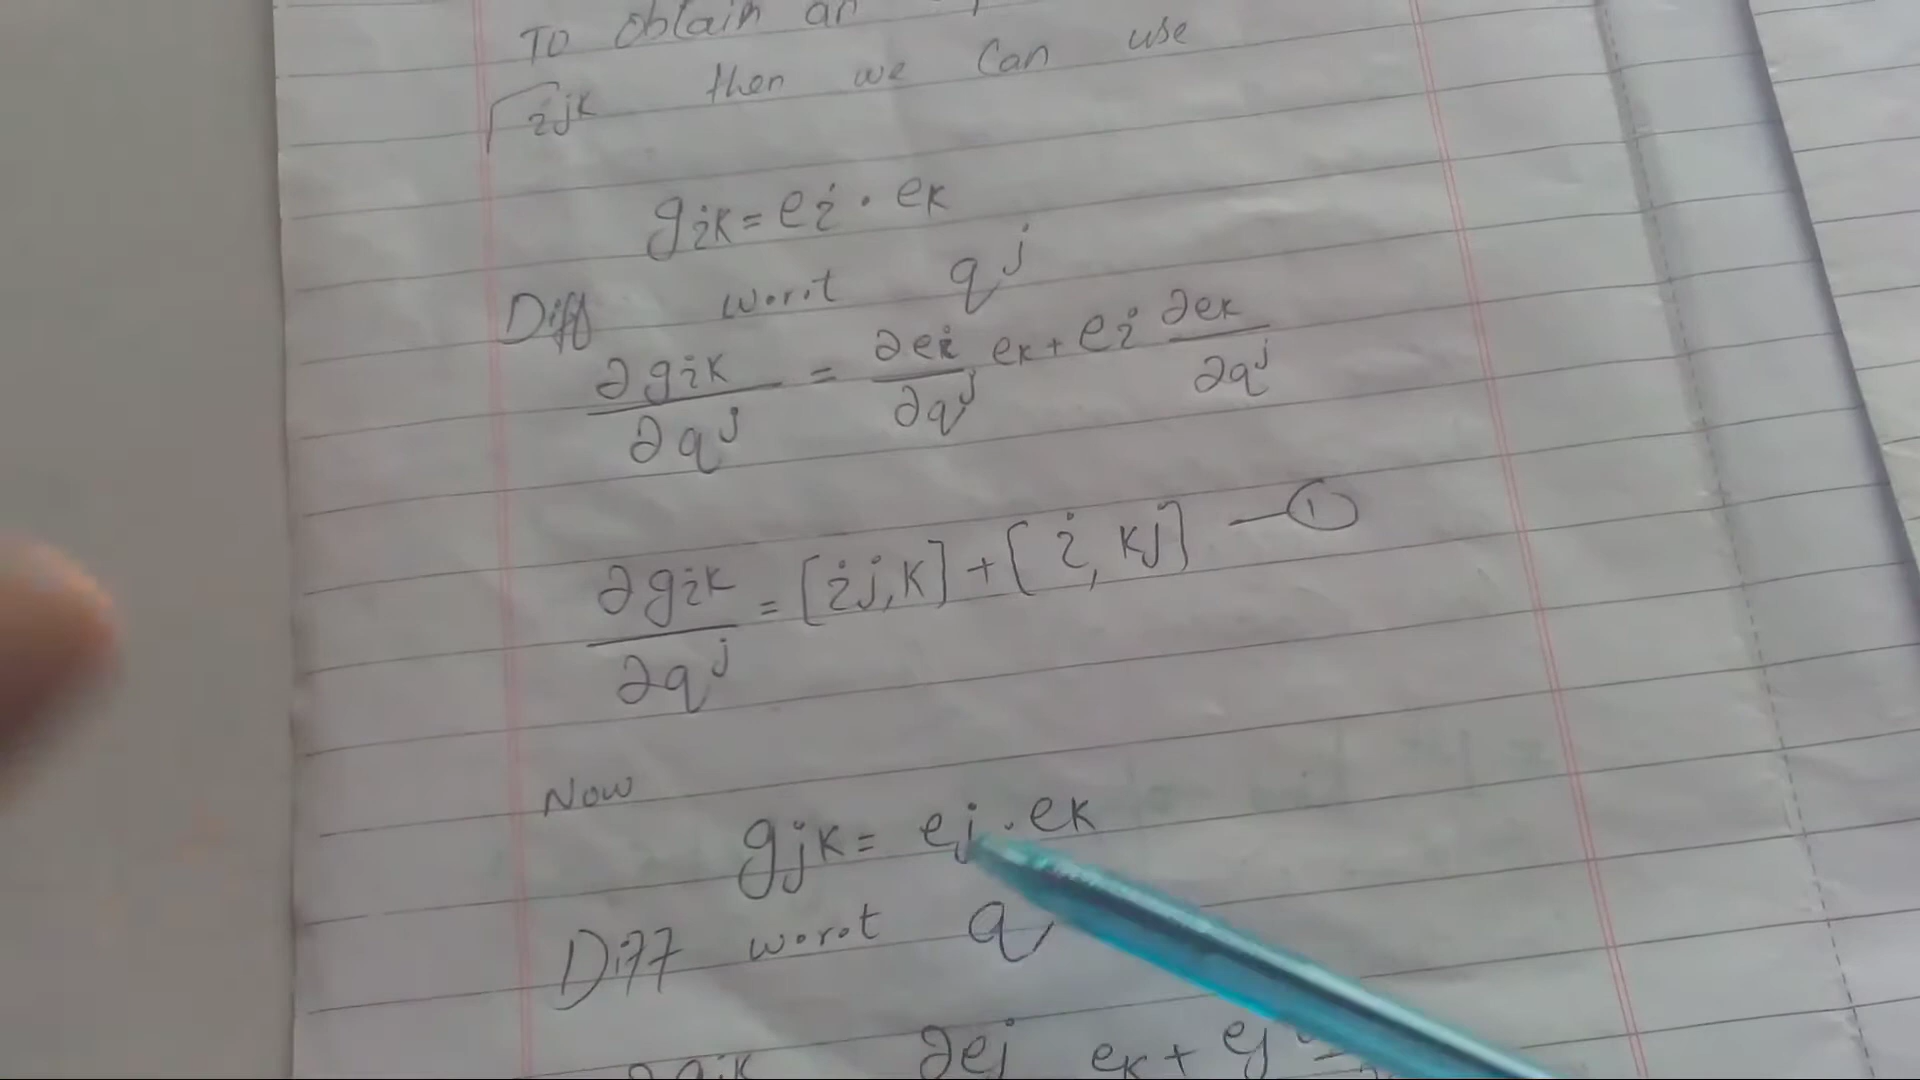 To obtain an
Γijk then we can use
gik = ei · ek
Diff w.r.t q^j
∂gik/∂q^j = ∂ei/∂q^j ek + ei ∂ek/∂q^j
∂gik/∂q^j = [ij,k] + [i, kj] — ①
Now
gjk = ej · ek
Diff w.r.t q
∂gjk ∂ej ek + ej